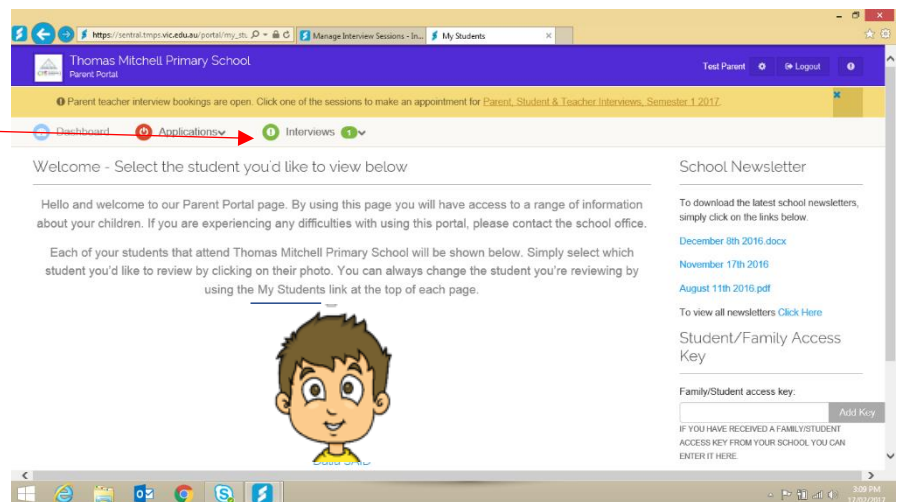 https://sentral.tmps.vic.edu.au/portal/my_stu
Manage Interview Sessions - In...
My Students
Thomas Mitchell Primary School
Parent Portal
Test Parent
Logout
Parent teacher interview bookings are open. Click one of the sessions to make an appointment for Parent, Student & Teacher Interviews, Semester 1 2017.
Dashboard
Applications
Interviews 1
Welcome - Select the student you'd like to view below
Hello and welcome to our Parent Portal page. By using this page you will have access to a range of information
about your children. If you are experiencing any difficulties with using this portal, please contact the school office.
Each of your students that attend Thomas Mitchell Primary School will be shown below. Simply select which
student you'd like to review by clicking on their photo. You can always change the student you're reviewing by
using the My Students link at the top of each page.
School Newsletter
To download the latest school newsletters,
simply click on the links below.
December 8th 2016.docx
November 17th 2016
August 11th 2016.pdf
To view all newsletters Click Here
Student/Family Access
Key
Family/Student access key:
Add Key
IF YOU HAVE RECEIVED A FAMILY/STUDENT
ACCESS KEY FROM YOUR SCHOOL YOU CAN
ENTER IT HERE.
3:09 PM